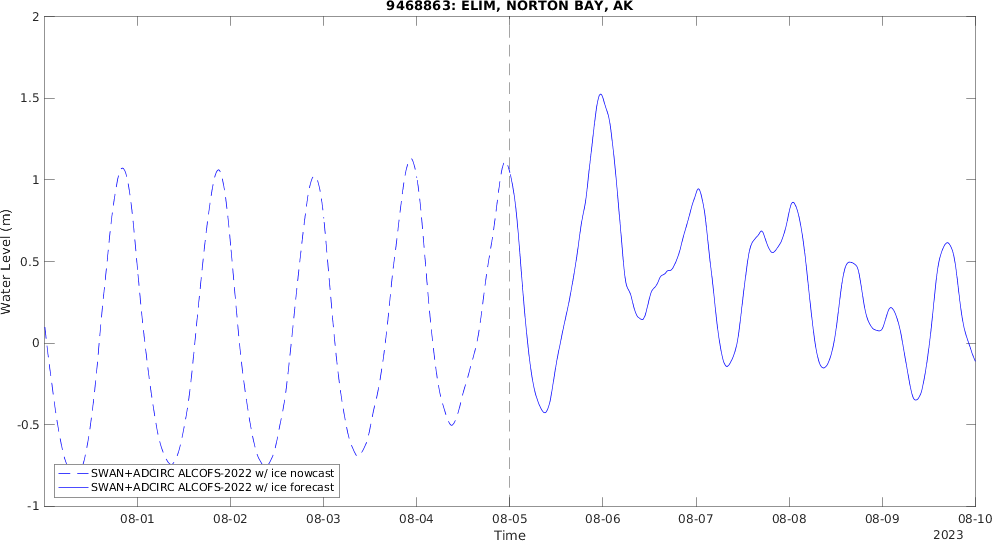 9468863: ELIM, NORTON BAY, AK
2
1.5
1
0.5
0
-0.5
-1
Water Level (m)
SWAN+ADCIRC ALCOFS-2022 w/ ice nowcast
SWAN+ADCIRC ALCOFS-2022 w/ ice forecast
08-01 08-02 08-03 08-04 08-05 08-06 08-07 08-08 08-09 08-10
Time
2023